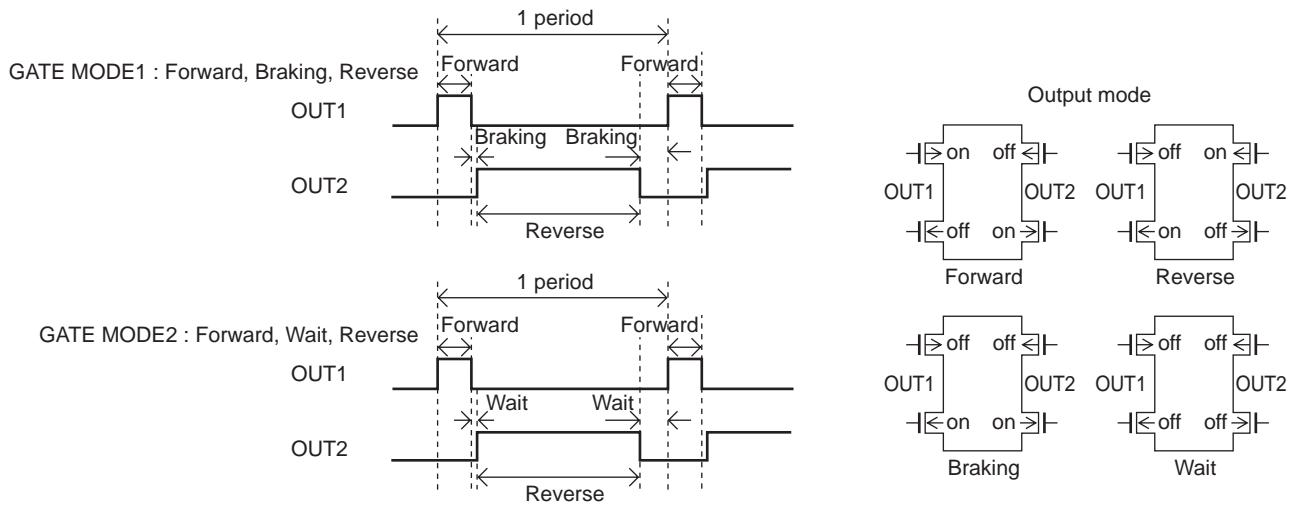 1 period
GATE MODE1 : Forward, Braking, Reverse
Forward
Forward
OUT1
Braking
Braking
OUT2
Reverse
1 period
GATE MODE2 : Forward, Wait, Reverse
Forward
Forward
OUT1
Wait
Wait
OUT2
Reverse
Output mode
on off
OUT1 OUT2
off on
Forward
off on
OUT1 OUT2
on off
Reverse
off off
OUT1 OUT2
on on
Braking
off off
OUT1 OUT2
off off
Wait